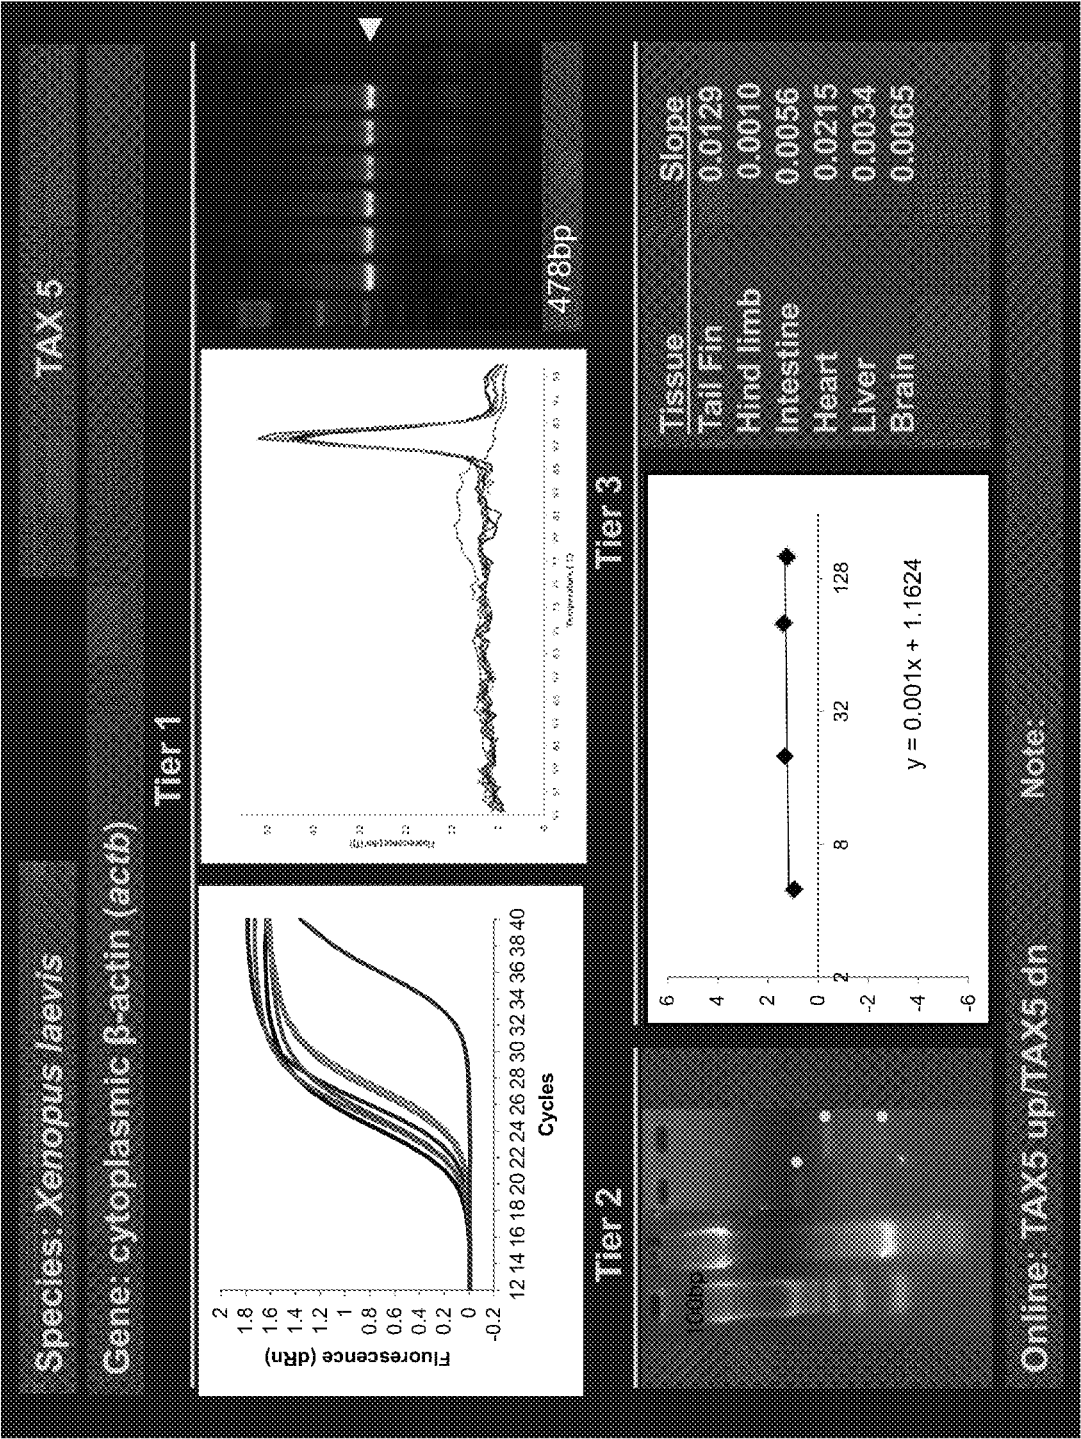 Species: Xenopus laevis
TAX 5
Gene: cytoplasmic β-actin (actb)
Tier 1
Fluorescence (dRn)
2
1.8
1.6
1.4
1.2
1
0.8
0.6
0.4
0.2
0
-0.2
12 14 16 18 20 22 24 26 28 30 32 34 36 38 40
Cycles
478bp
Tier 2
100bp
Tier 3
6
4
2
0
-2
-4
-6
2 8 32 128
y = 0.001x + 1.1624
Tissue Slope
Tail Fin 0.0129
Hind limb 0.0010
Intestine 0.0056
Heart 0.0215
Liver 0.0034
Brain 0.0065
Online: TAX5 up/TAX5 dn
Note: